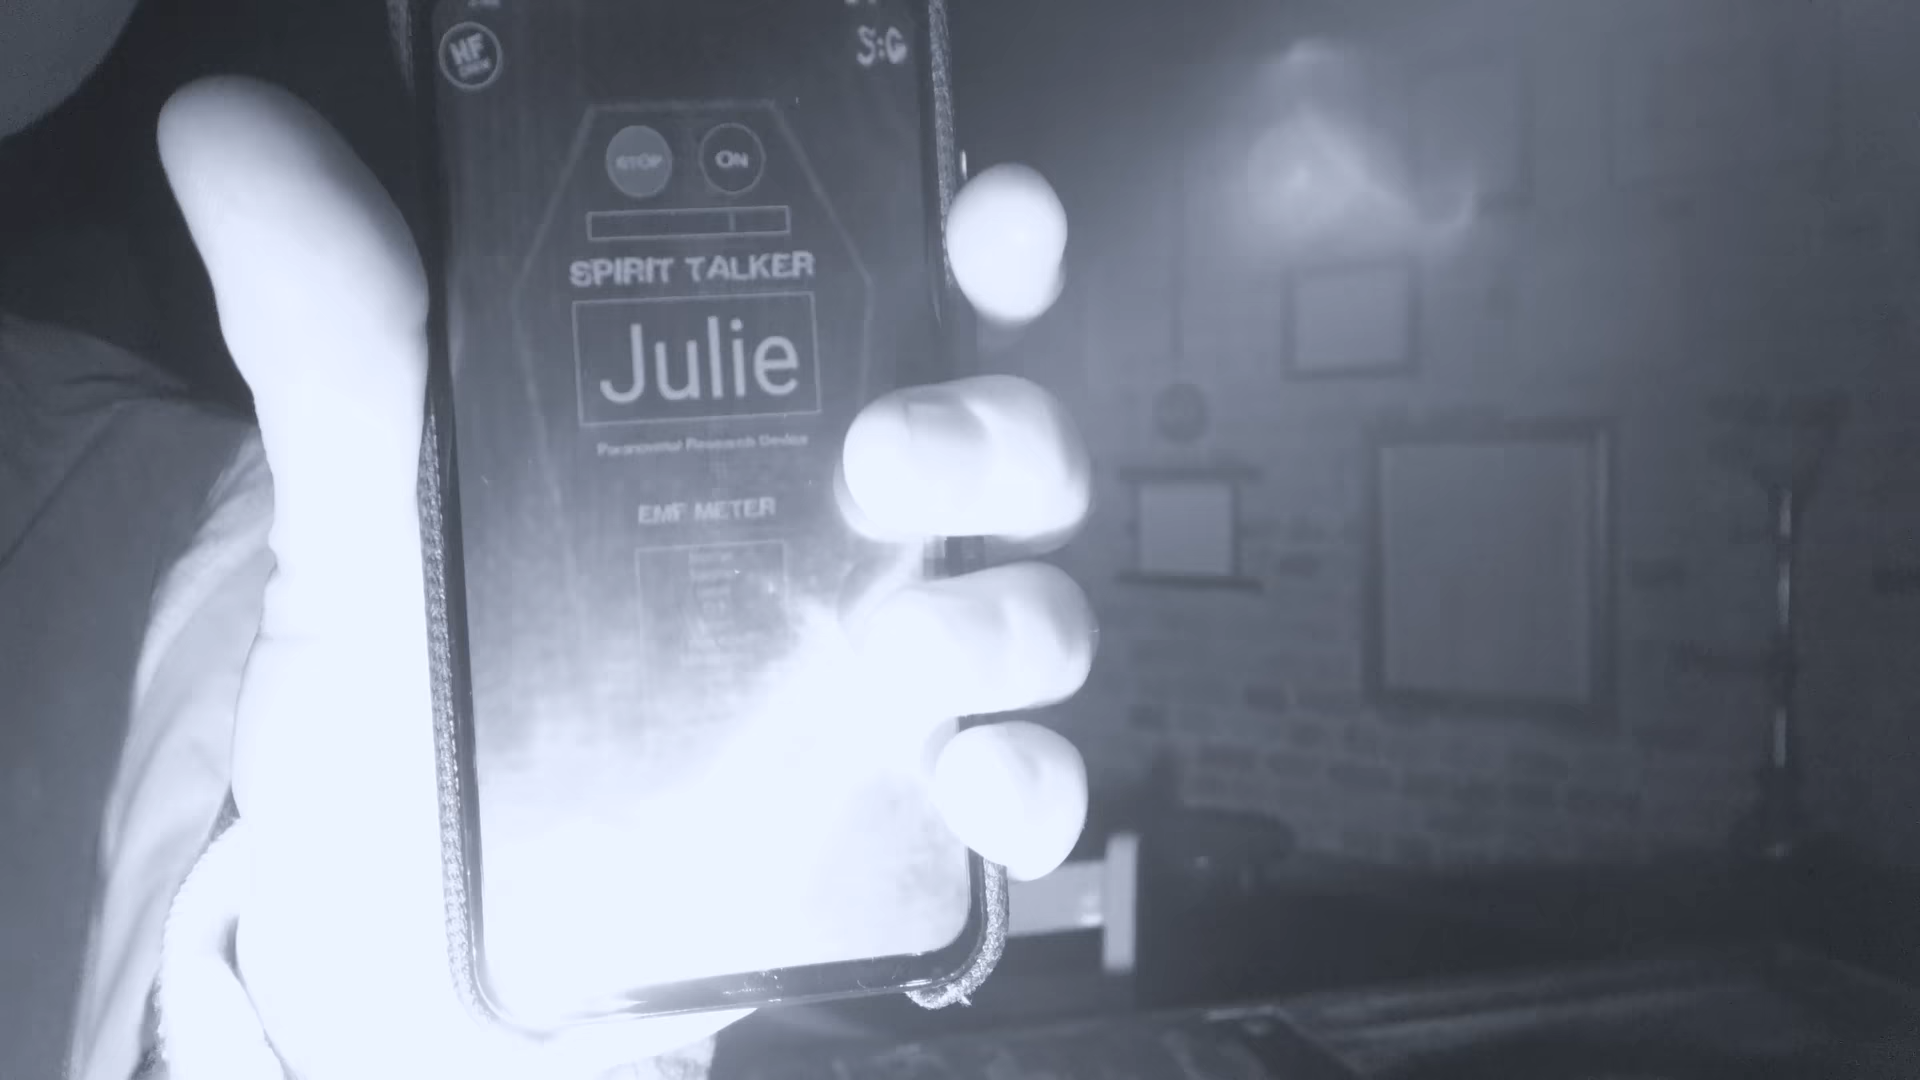 HF
S:G
STOP
ON
SPIRIT TALKER
Julie
Paranormal Research Device
EMF METER